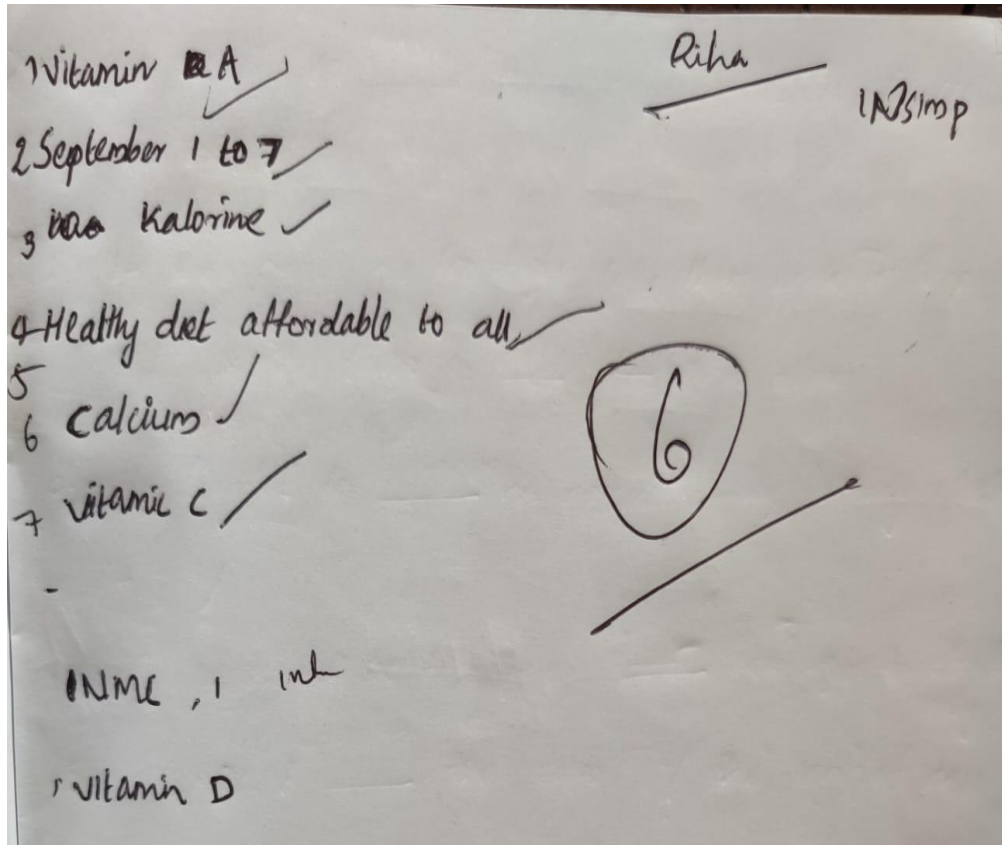 Riha
1) Vitamin A
2 September 1 to 7
3 Kalorine
4 Healthy diet affordable to all
5
6 Calcium
7 Vitamic C
6
INMC , 1
Vitamin D